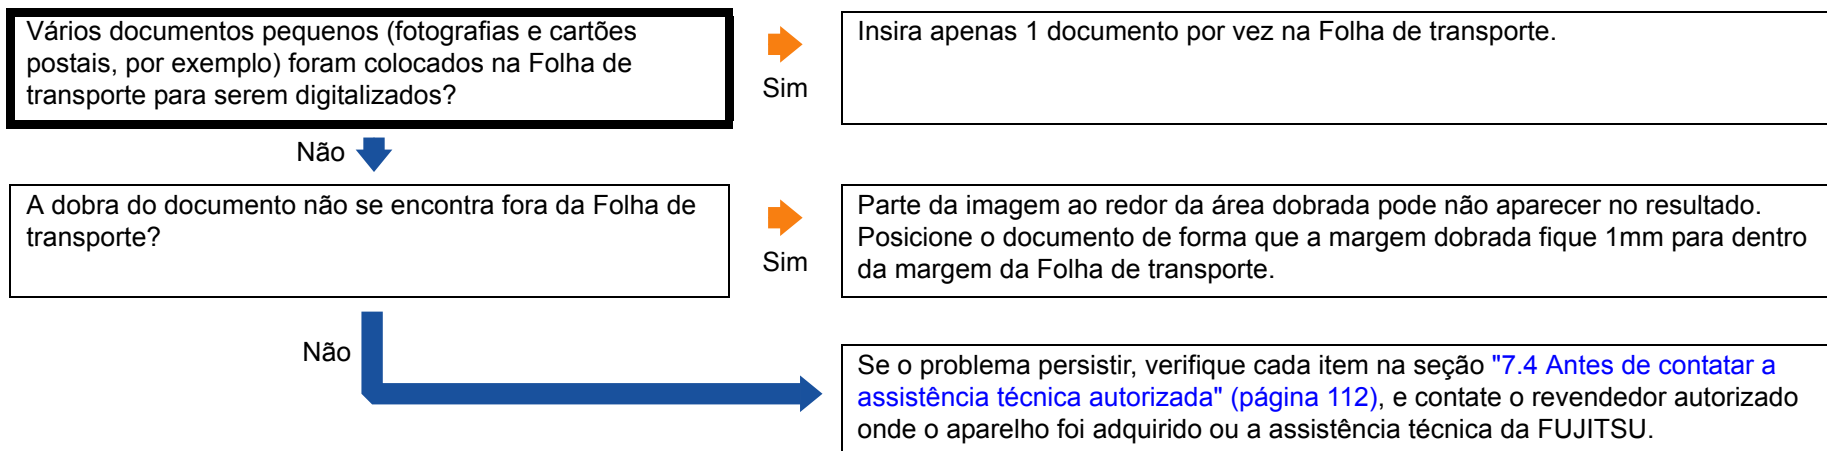 Vários documentos pequenos (fotografias e cartões
postais, por exemplo) foram colocados na Folha de
transporte para serem digitalizados?
Sim
Insira apenas 1 documento por vez na Folha de transporte.
Não
A dobra do documento não se encontra fora da Folha de
transporte?
Sim
Parte da imagem ao redor da área dobrada pode não aparecer no resultado.
Posicione o documento de forma que a margem dobrada fique 1mm para dentro
da margem da Folha de transporte.
Não
Se o problema persistir, verifique cada item na seção "7.4 Antes de contatar a
assistência técnica autorizada" (página 112), e contate o revendedor autorizado
onde o aparelho foi adquirido ou a assistência técnica da FUJITSU.